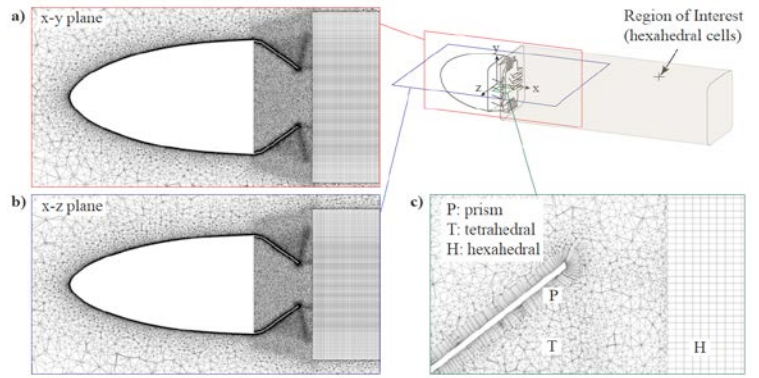 a)
x-y plane
Region of Interest
(hexahedral cells)
y
z
x
b)
x-z plane
c)
P: prism
T: tetrahedral
H: hexahedral
P
T
H